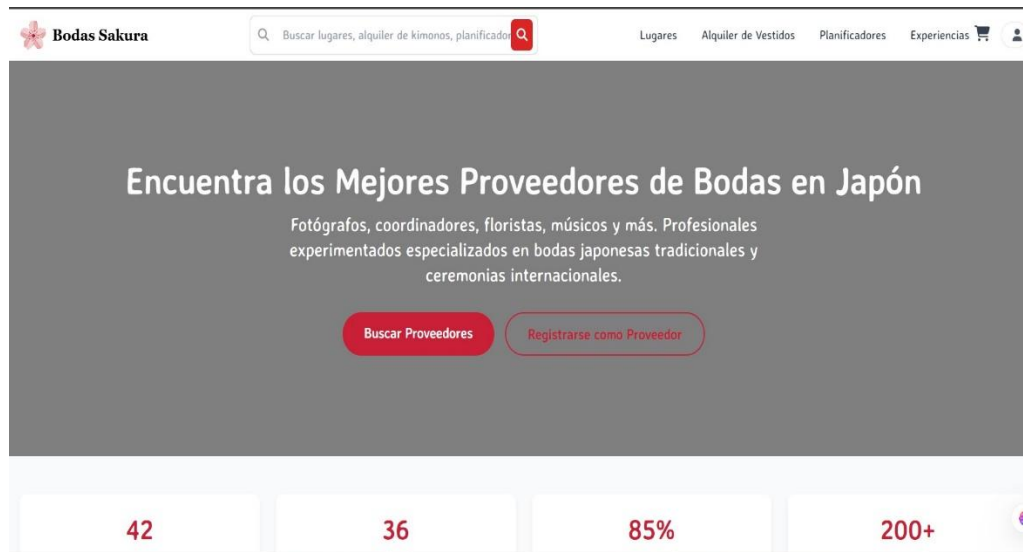 Bodas Sakura
Buscar lugares, alquiler de kimonos, planificador
Lugares
Alquiler de Vestidos
Planificadores
Experiencias
Encuentra los Mejores Proveedores de Bodas en Japón
Fotógrafos, coordinadores, floristas, músicos y más. Profesionales
experimentados especializados en bodas japonesas tradicionales y
ceremonias internacionales.
Buscar Proveedores
Registrarse como Proveedor
42
36
85%
200+